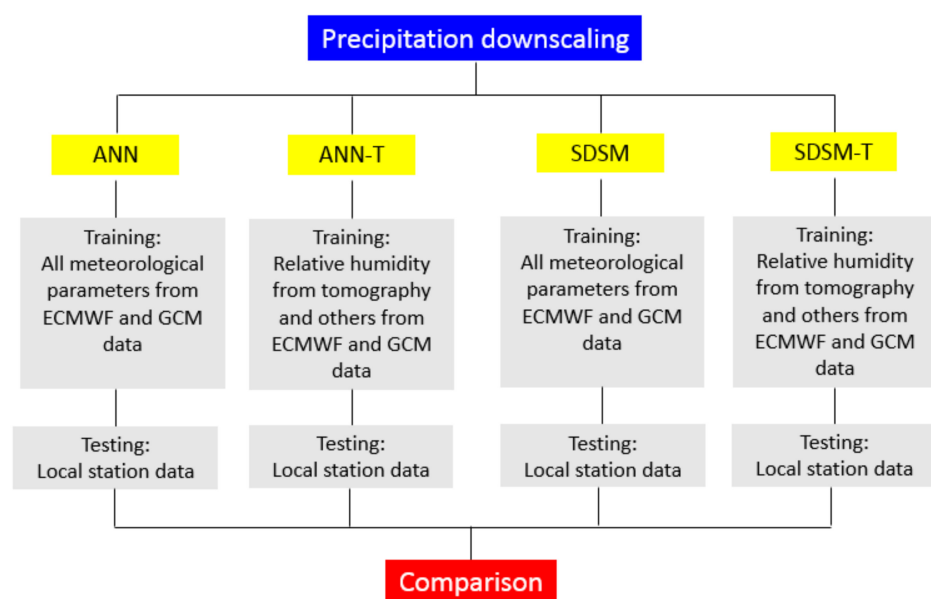 Precipitation downscaling
ANN
ANN-T
SDSM
SDSM-T
Training:
All meteorological
parameters from
ECMWF and GCM
data
Training:
Relative humidity
from tomography
and others from
ECMWF and GCM
data
Training:
All meteorological
parameters from
ECMWF and GCM
data
Training:
Relative humidity
from tomography
and others from
ECMWF and GCM
data
Testing:
Local station data
Testing:
Local station data
Testing:
Local station data
Testing:
Local station data
Comparison